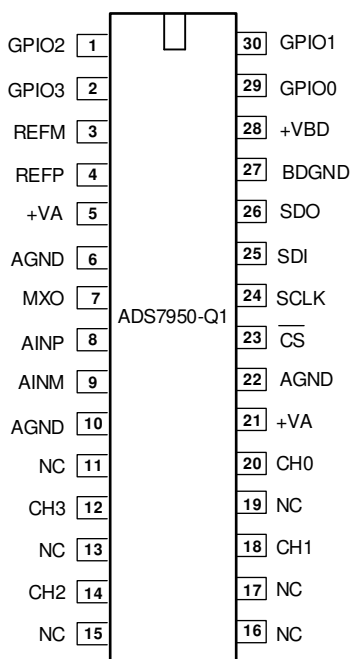 GPIO2 1 30 GPIO1
GPIO3 2 29 GPIO0
REFM 3 28 +VBD
REFP 4 27 BDGND
+VA 5 26 SDO
AGND 6 25 SDI
MXO 7 24 SCLK
ADS7950-Q1
AINP 8 23 C̅S̅
AINM 9 22 AGND
AGND 10 21 +VA
NC 11 20 CH0
CH3 12 19 NC
NC 13 18 CH1
CH2 14 17 NC
NC 15 16 NC